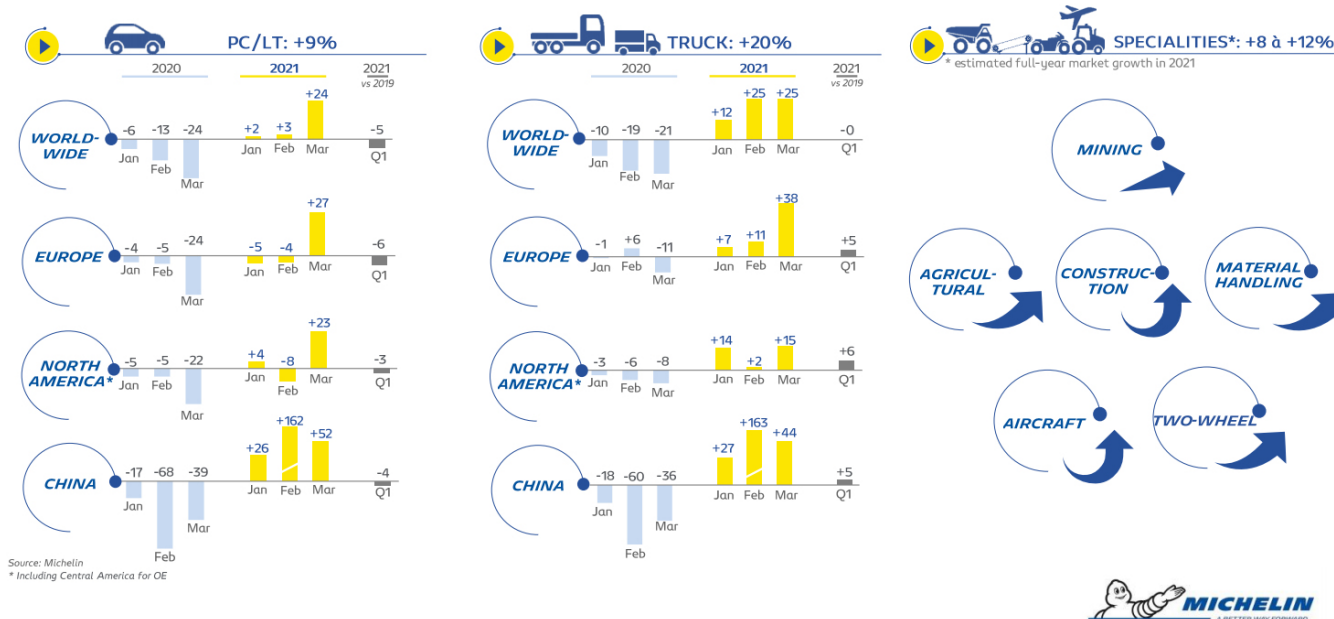 PC/LT: +9%
2020 2021 2021
vs 2019
WORLD-
WIDE
-6 -13 -24 +2 +3 +24 -5
Jan Feb Mar Jan Feb Mar Q1
EUROPE
-4 -5 -24 -5 -4 +27 -6
Jan Feb Mar Jan Feb Mar Q1
NORTH
AMERICA*
-5 -5 -22 +4 -8 +23 -3
Jan Feb Mar Jan Feb Mar Q1
CHINA
-17 -68 -39 +26 +162 +52 -4
Jan Feb Mar Jan Feb Mar Q1
Source: Michelin
* Including Central America for OE
TRUCK: +20%
2020 2021 2021
vs 2019
WORLD-
WIDE
-10 -19 -21 +12 +25 +25 -0
Jan Feb Mar Jan Feb Mar Q1
EUROPE
-1 +6 -11 +7 +11 +38 +5
Jan Feb Mar Jan Feb Mar Q1
NORTH
AMERICA*
-3 -6 -8 +14 +2 +15 +6
Jan Feb Mar Jan Feb Mar Q1
CHINA
-18 -60 -36 +27 +163 +44 +5
Jan Feb Mar Jan Feb Mar Q1
SPECIALITIES*: +8 à +12%
* estimated full-year market growth in 2021
MINING
AGRICUL-
TURAL
CONSTRUC-
TION
MATERIAL
HANDLING
AIRCRAFT
TWO-WHEEL
MICHELIN
A BETTER WAY FORWARD